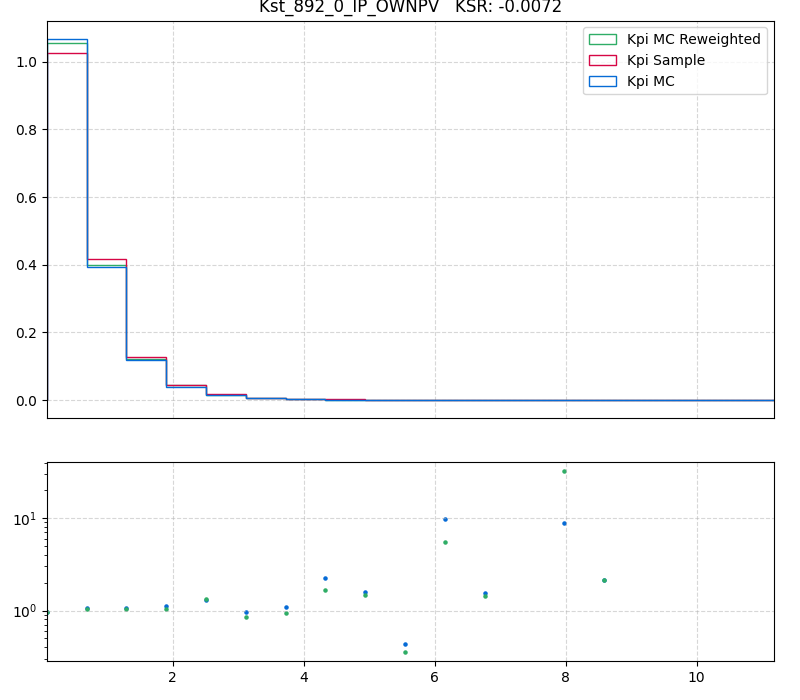 Kst_892_0_IP_OWNPV   KSR: -0.0072
Kpi MC Reweighted
Kpi Sample
Kpi MC
1.0
0.8
0.6
0.4
0.2
0.0
10¹
10⁰
2 4 6 8 10